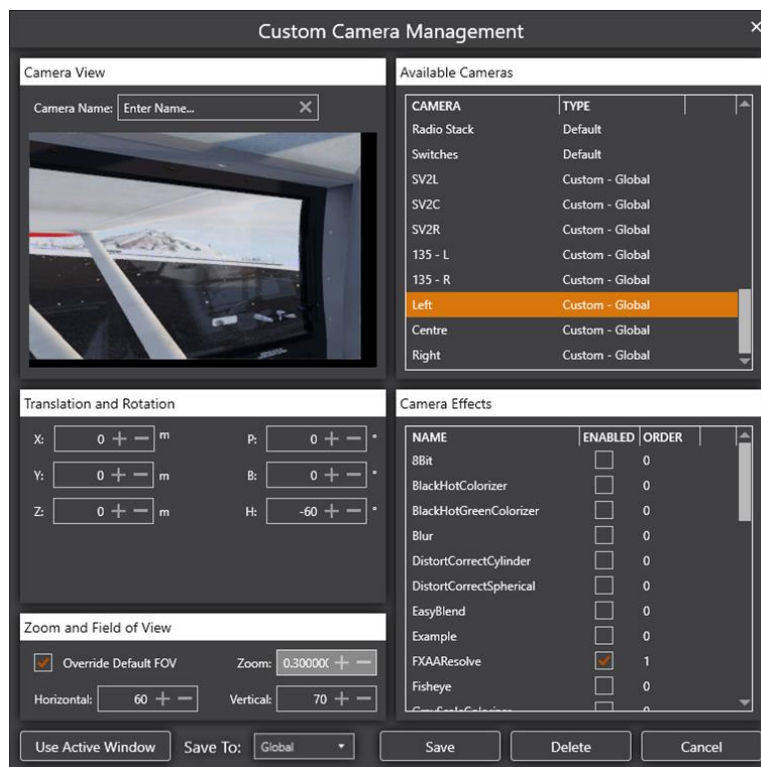 Custom Camera Management
Camera View
Camera Name: Enter Name...
Available Cameras
CAMERA TYPE
Radio Stack Default
Switches Default
SV2L Custom - Global
SV2C Custom - Global
SV2R Custom - Global
135 - L Custom - Global
135 - R Custom - Global
Left Custom - Global
Centre Custom - Global
Right Custom - Global
Translation and Rotation
X: 0 m P: 0 °
Y: 0 m B: 0 °
Z: 0 m H: -60 °
Zoom and Field of View
Override Default FOV Zoom: 0.30000
Horizontal: 60 Vertical: 70
Camera Effects
NAME ENABLED ORDER
8Bit 0
BlackHotColorizer 0
BlackHotGreenColorizer 0
Blur 0
DistortCorrectCylinder 0
DistortCorrectSpherical 0
EasyBlend 0
Example 0
FXAAResolve 1
Fisheye 0
Use Active Window Save To: Global Save Delete Cancel